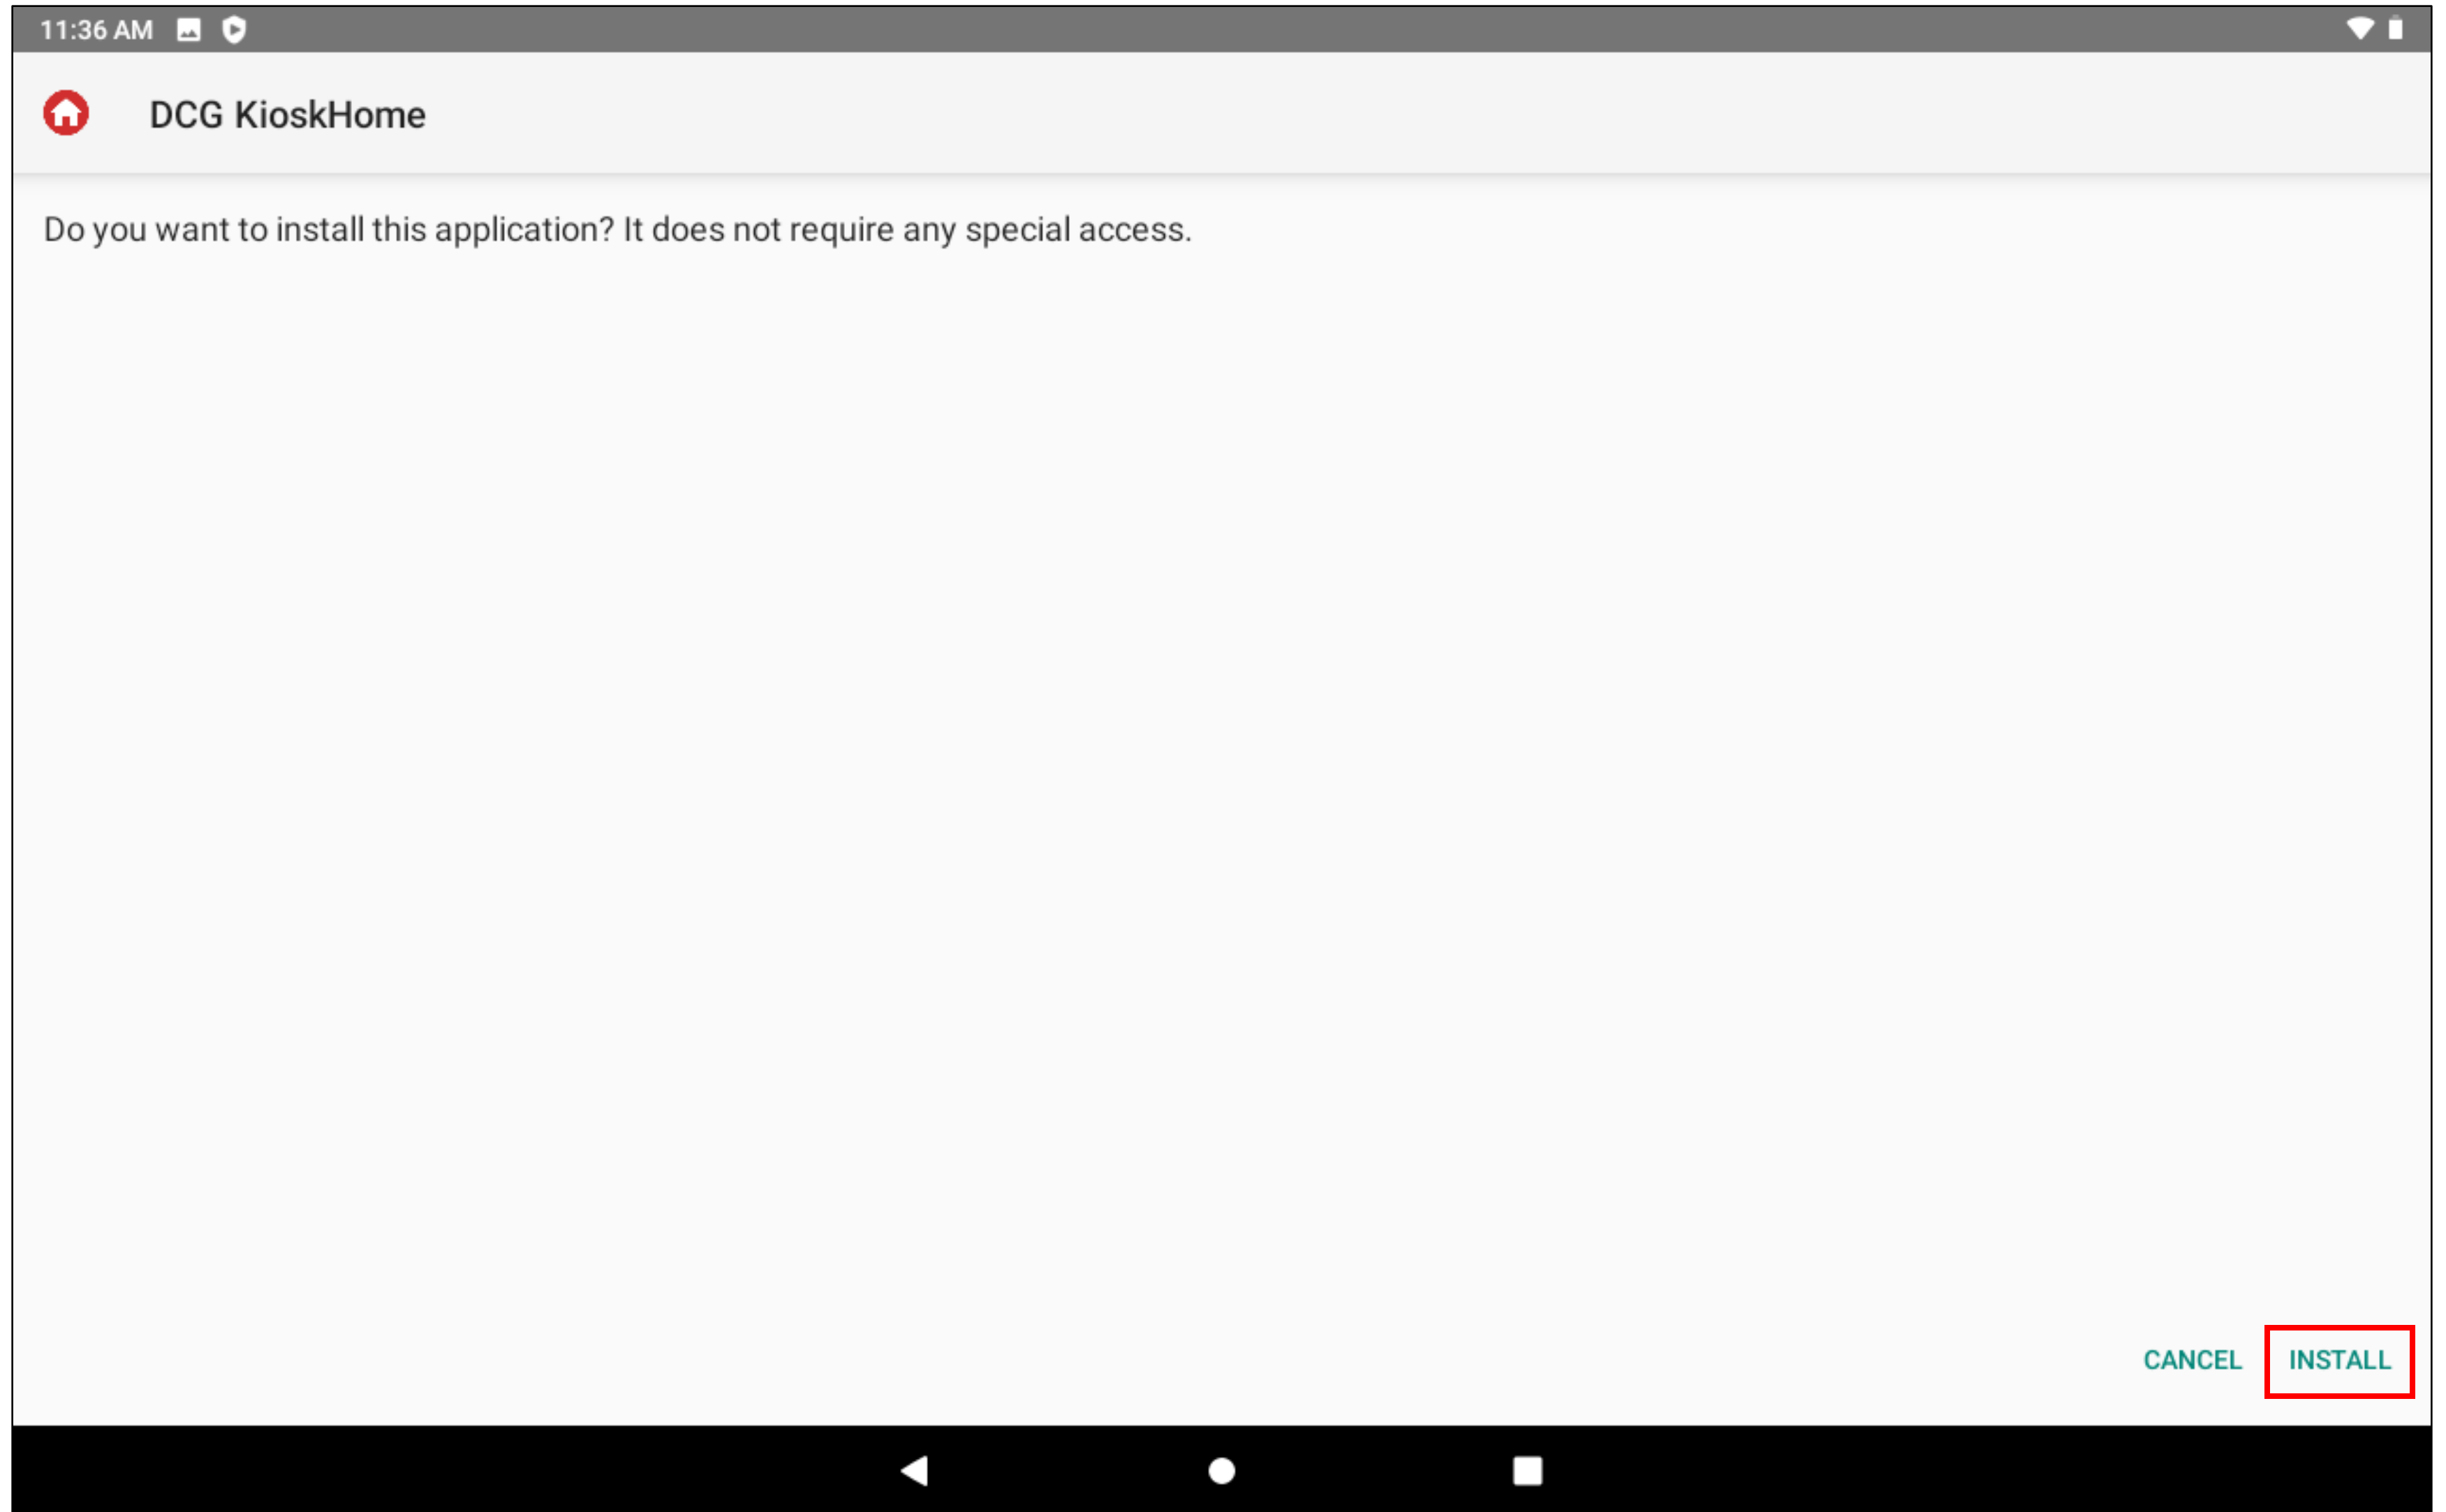 11:36 AM
DCG KioskHome
Do you want to install this application? It does not require any special access.
CANCEL INSTALL